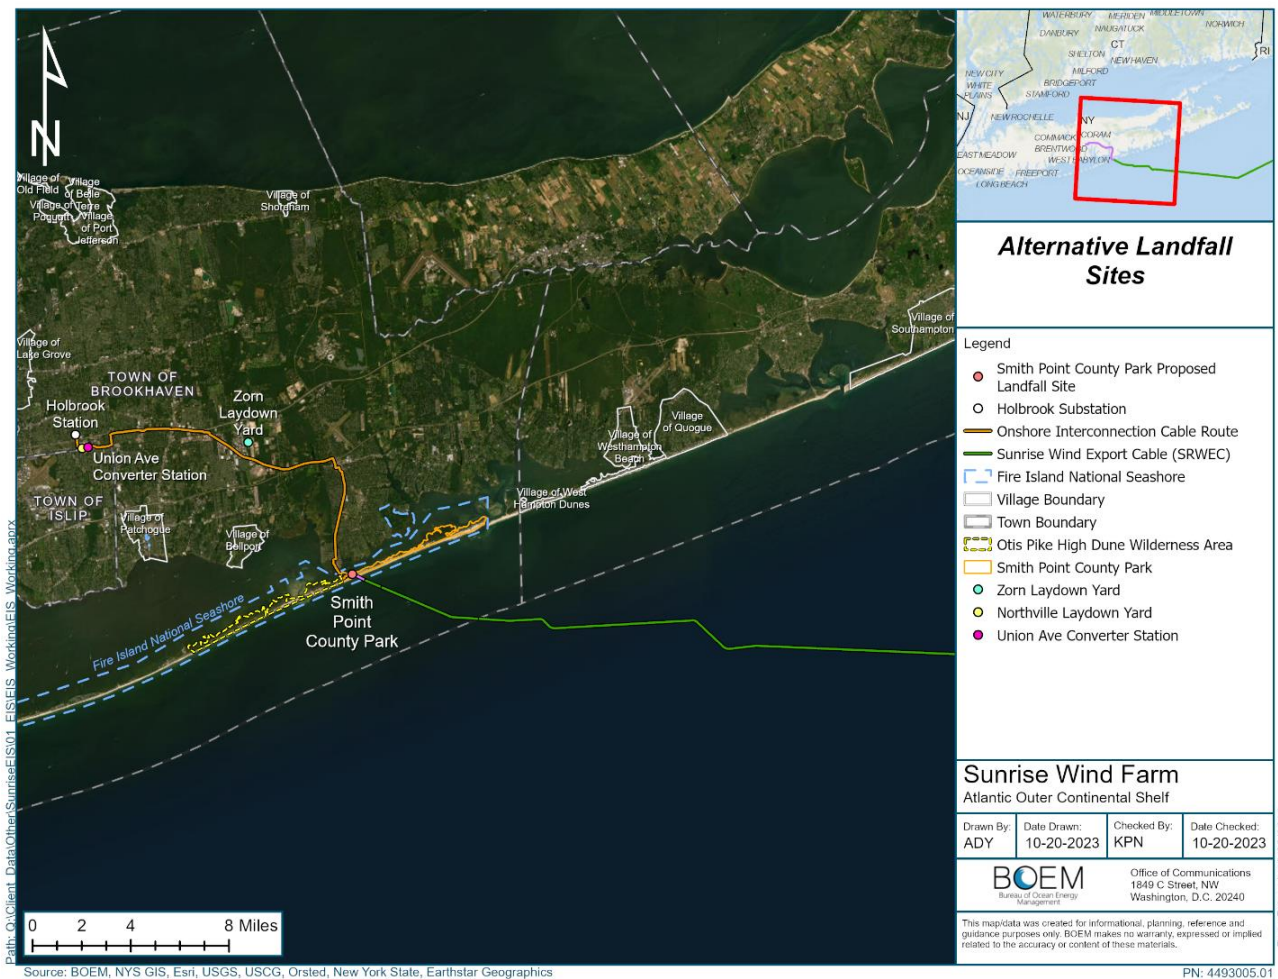 N
Village of
Old Field
Village
of Belle
Terre
Village of
Poquott
Village
of Port
Jefferson
Village of
Shoreham
Village of
Lake Grove
TOWN OF
BROOKHAVEN
Holbrook
Station
Zorn
Laydown
Yard
Union Ave
Converter Station
TOWN OF
ISLIP
Village of
Patchogue
Village of
Bellport
Village of
Southampton
Village
of Quogue
Village of
Westhampton
Beach
Village of West
Hampton Dunes
Fire Island National Seashore
Smith
Point
County Park
0 2 4 8 Miles
Path: Q:\Client_Data\Other\SunriseEIS\01_EIS\EIS_Working\EIS_Working.aprx
Source: BOEM, NYS GIS, Esri, USGS, USCG, Orsted, New York State, Earthstar Geographics
WATERBURY
MERIDEN
MIDDLETOWN
NORWICH
DANBURY
NAUGATUCK
CT
RI
SHELTON
NEW HAVEN
MILFORD
NEW CITY
BRIDGEPORT
WHITE
PLAINS
STAMFORD
NJ
NEW ROCHELLE
NY
COMMACK
CORAM
BRENTWOOD
EAST MEADOW
WEST BABYLON
OCEANSIDE
FREEPORT
LONG BEACH
Alternative Landfall
Sites
Legend
Smith Point County Park Proposed
Landfall Site
Holbrook Substation
Onshore Interconnection Cable Route
Sunrise Wind Export Cable (SRWEC)
Fire Island National Seashore
Village Boundary
Town Boundary
Otis Pike High Dune Wilderness Area
Smith Point County Park
Zorn Laydown Yard
Northville Laydown Yard
Union Ave Converter Station
Sunrise Wind Farm
Atlantic Outer Continental Shelf
Drawn By:
ADY
Date Drawn:
10-20-2023
Checked By:
KPN
Date Checked:
10-20-2023
BOEM
Bureau of Ocean Energy
Management
Office of Communications
1849 C Street, NW
Washington, D.C. 20240
This map/data was created for informational, planning, reference and
guidance purposes only. BOEM makes no warranty, expressed or implied
related to the accuracy or content of these materials.
PN: 4493005.01